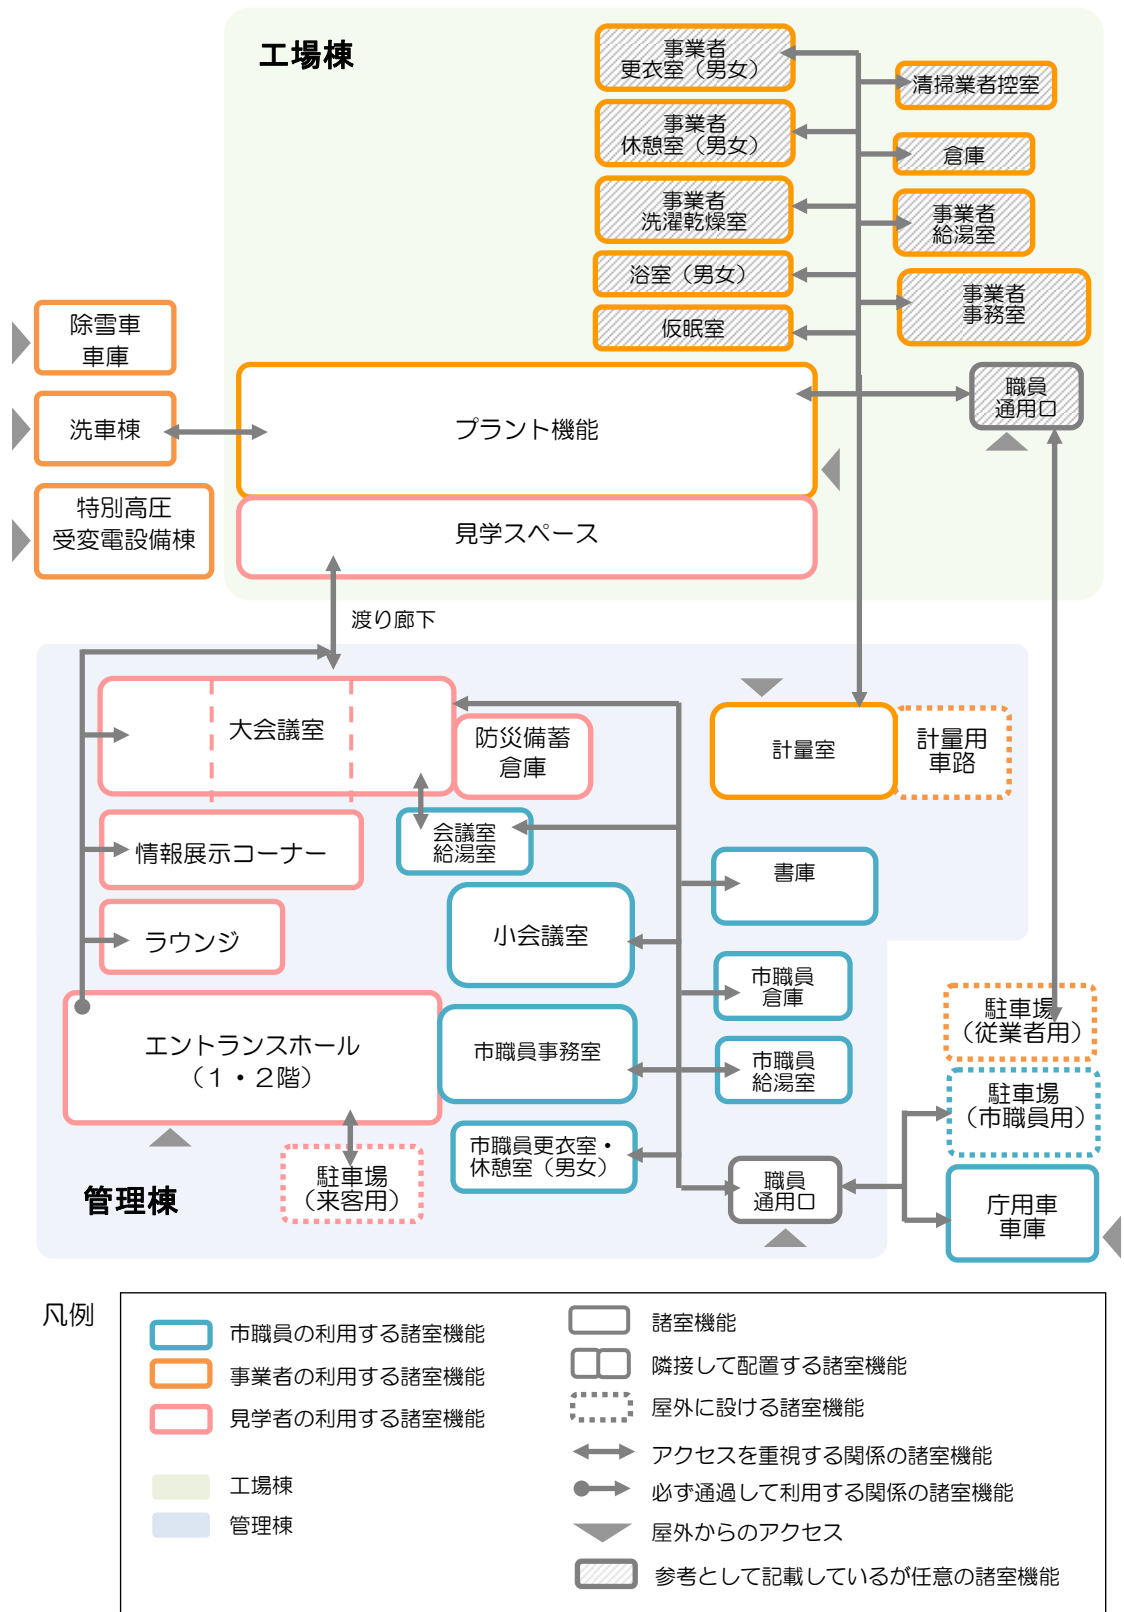 工場棟
事業者
更衣室（男女）
清掃業者控室
事業者
休憩室（男女）
倉庫
事業者
洗濯乾燥室
事業者
給湯室
浴室（男女）
事業者
事務室
仮眠室
除雪車
車庫
職員
通用口
洗車棟
プラント機能
特別高圧
受変電設備棟
見学スペース
渡り廊下
大会議室
防災備蓄
倉庫
計量室
計量用
車路
会議室
給湯室
情報展示コーナー
書庫
小会議室
ラウンジ
市職員
倉庫
駐車場
（従業者用）
エントランスホール
（１・２階）
市職員事務室
市職員
給湯室
駐車場
（市職員用）
市職員更衣室・
休憩室（男女）
駐車場
（来客用）
職員
通用口
庁用車
車庫
管理棟
凡例
市職員の利用する諸室機能
事業者の利用する諸室機能
見学者の利用する諸室機能
工場棟
管理棟
諸室機能
隣接して配置する諸室機能
屋外に設ける諸室機能
アクセスを重視する関係の諸室機能
必ず通過して利用する関係の諸室機能
屋外からのアクセス
参考として記載しているが任意の諸室機能